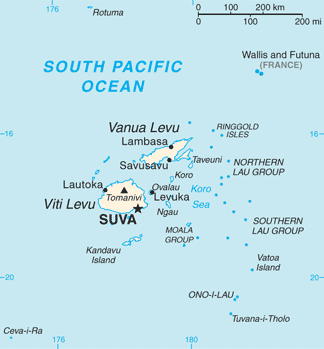 176
180
Rotuma
0 100 200 km
0 100 200 mi
Wallis and Futuna
(FRANCE)
SOUTH PACIFIC
OCEAN
16
16
Vanua Levu
RINGGOLD
ISLES
Lambasa
Savusavu
Taveuni
NORTHERN
LAU GROUP
Koro
Lautoka
Ovalau
Koro
Sea
Tomanivi
Levuka
Viti Levu
Ngau
SUVA
SOUTHERN
LAU GROUP
MOALA
GROUP
Kandavu
Island
Vatoa
Island
20
20
ONO-I-LAU
Tuvana-i-Tholo
Ceva-i-Ra
176
180